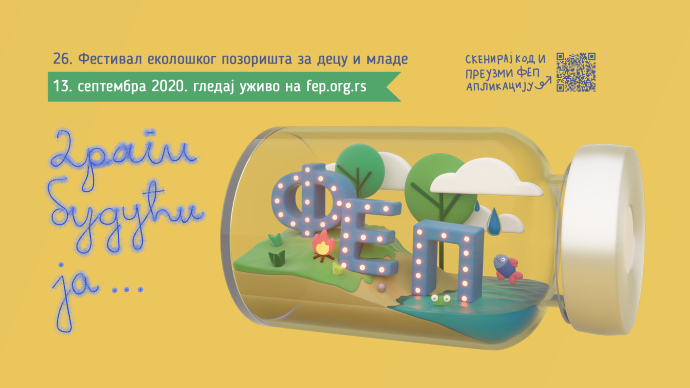 26. Фестивал еколошког позоришта за децу и младе
13. септембра 2020. гледај уживо на fep.org.rs
СКЕНИРАЈ КОД И
ПРЕУЗМИ ФЕП
АПЛИКАЦИЈУ
драги
будући
ја ...
ФЕП